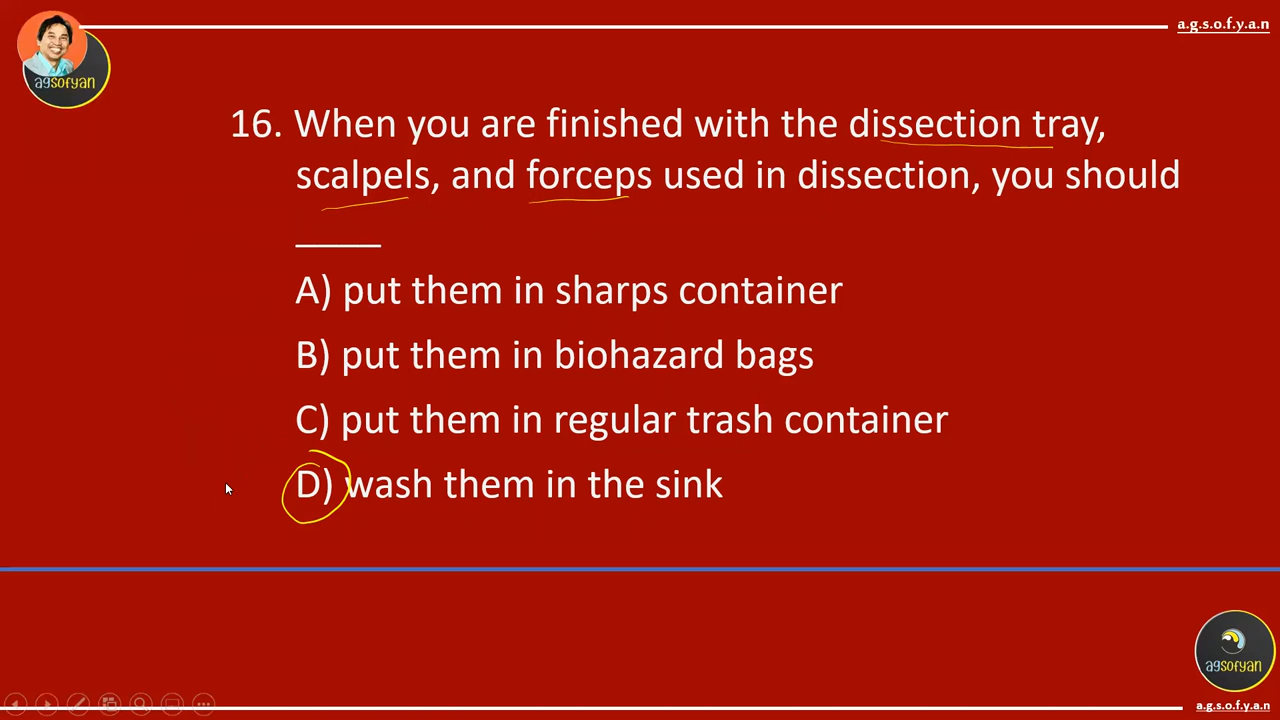 a.g.s.o.f.y.a.n
agsofyan
16. When you are finished with the dissection tray,
scalpels, and forceps used in dissection, you should
_____
A) put them in sharps container
B) put them in biohazard bags
C) put them in regular trash container
D) wash them in the sink
agsofyan
a.g.s.o.f.y.a.n